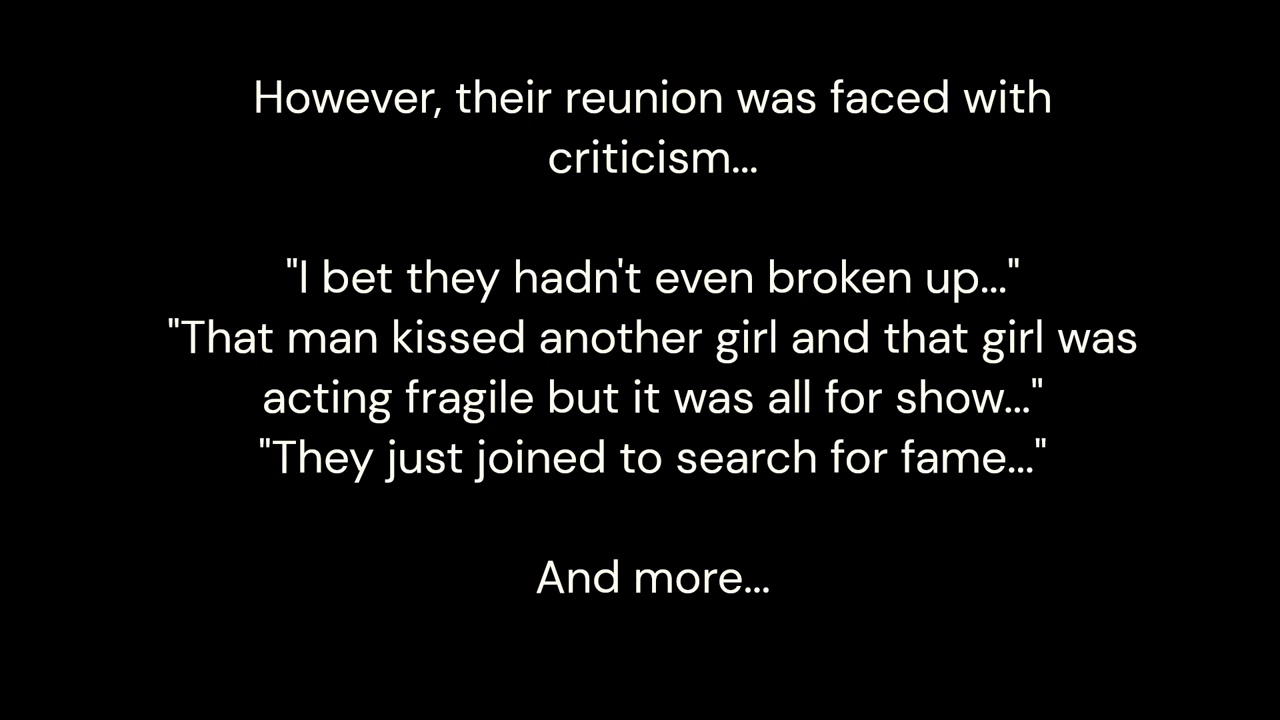 However, their reunion was faced with
criticism...
"I bet they hadn't even broken up..."
"That man kissed another girl and that girl was
acting fragile but it was all for show..."
"They just joined to search for fame..."
And more...